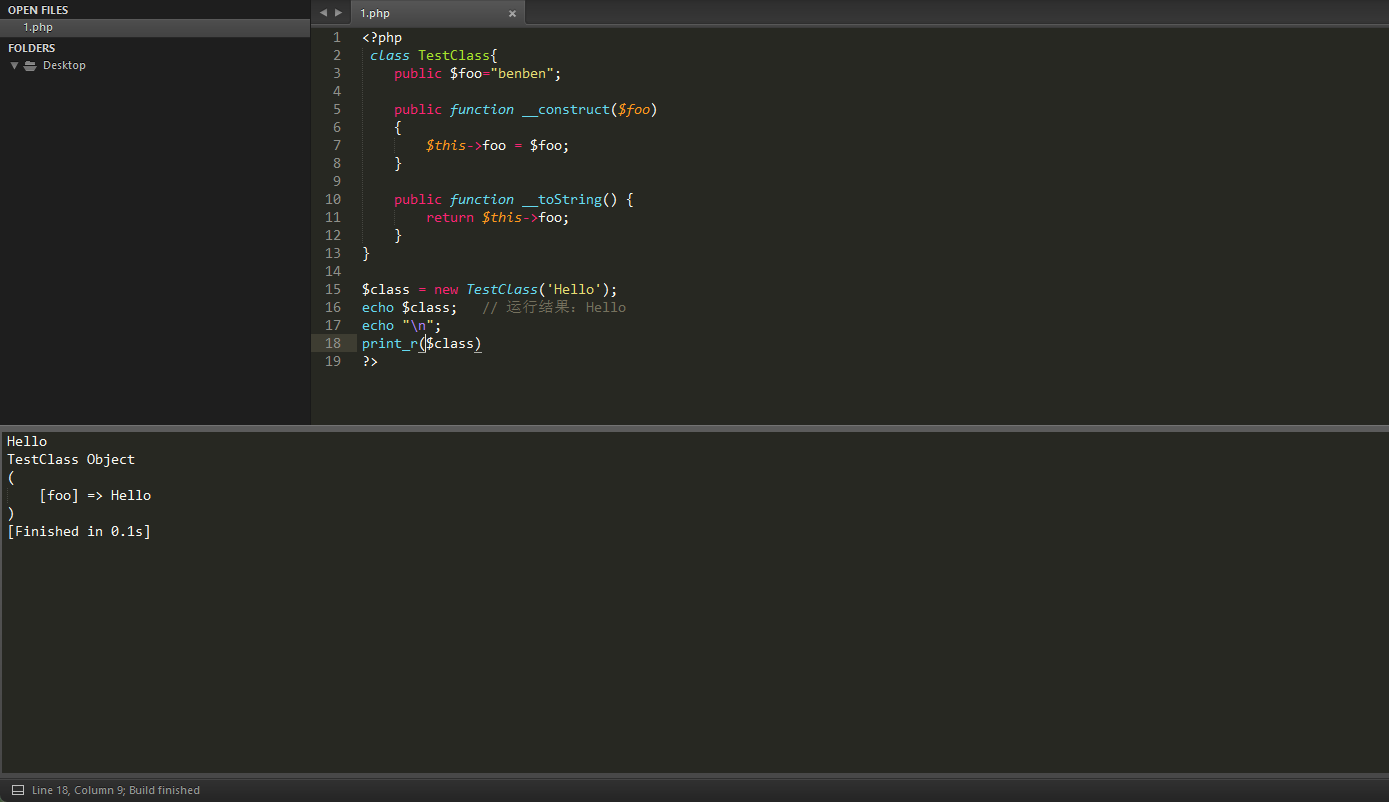 OPEN FILES
1.php
FOLDERS
Desktop
1.php
1 <?php
2  class TestClass{
3     public $foo="benben";
4
5     public function __construct($foo)
6     {
7         $this->foo = $foo;
8     }
9
10     public function __toString() {
11         return $this->foo;
12     }
13 }
14
15 $class = new TestClass('Hello');
16 echo $class;   // 运行结果：Hello
17 echo "\n";
18 print_r($class)
19 ?>
Hello
TestClass Object
(
    [foo] => Hello
)
[Finished in 0.1s]
Line 18, Column 9; Build finished